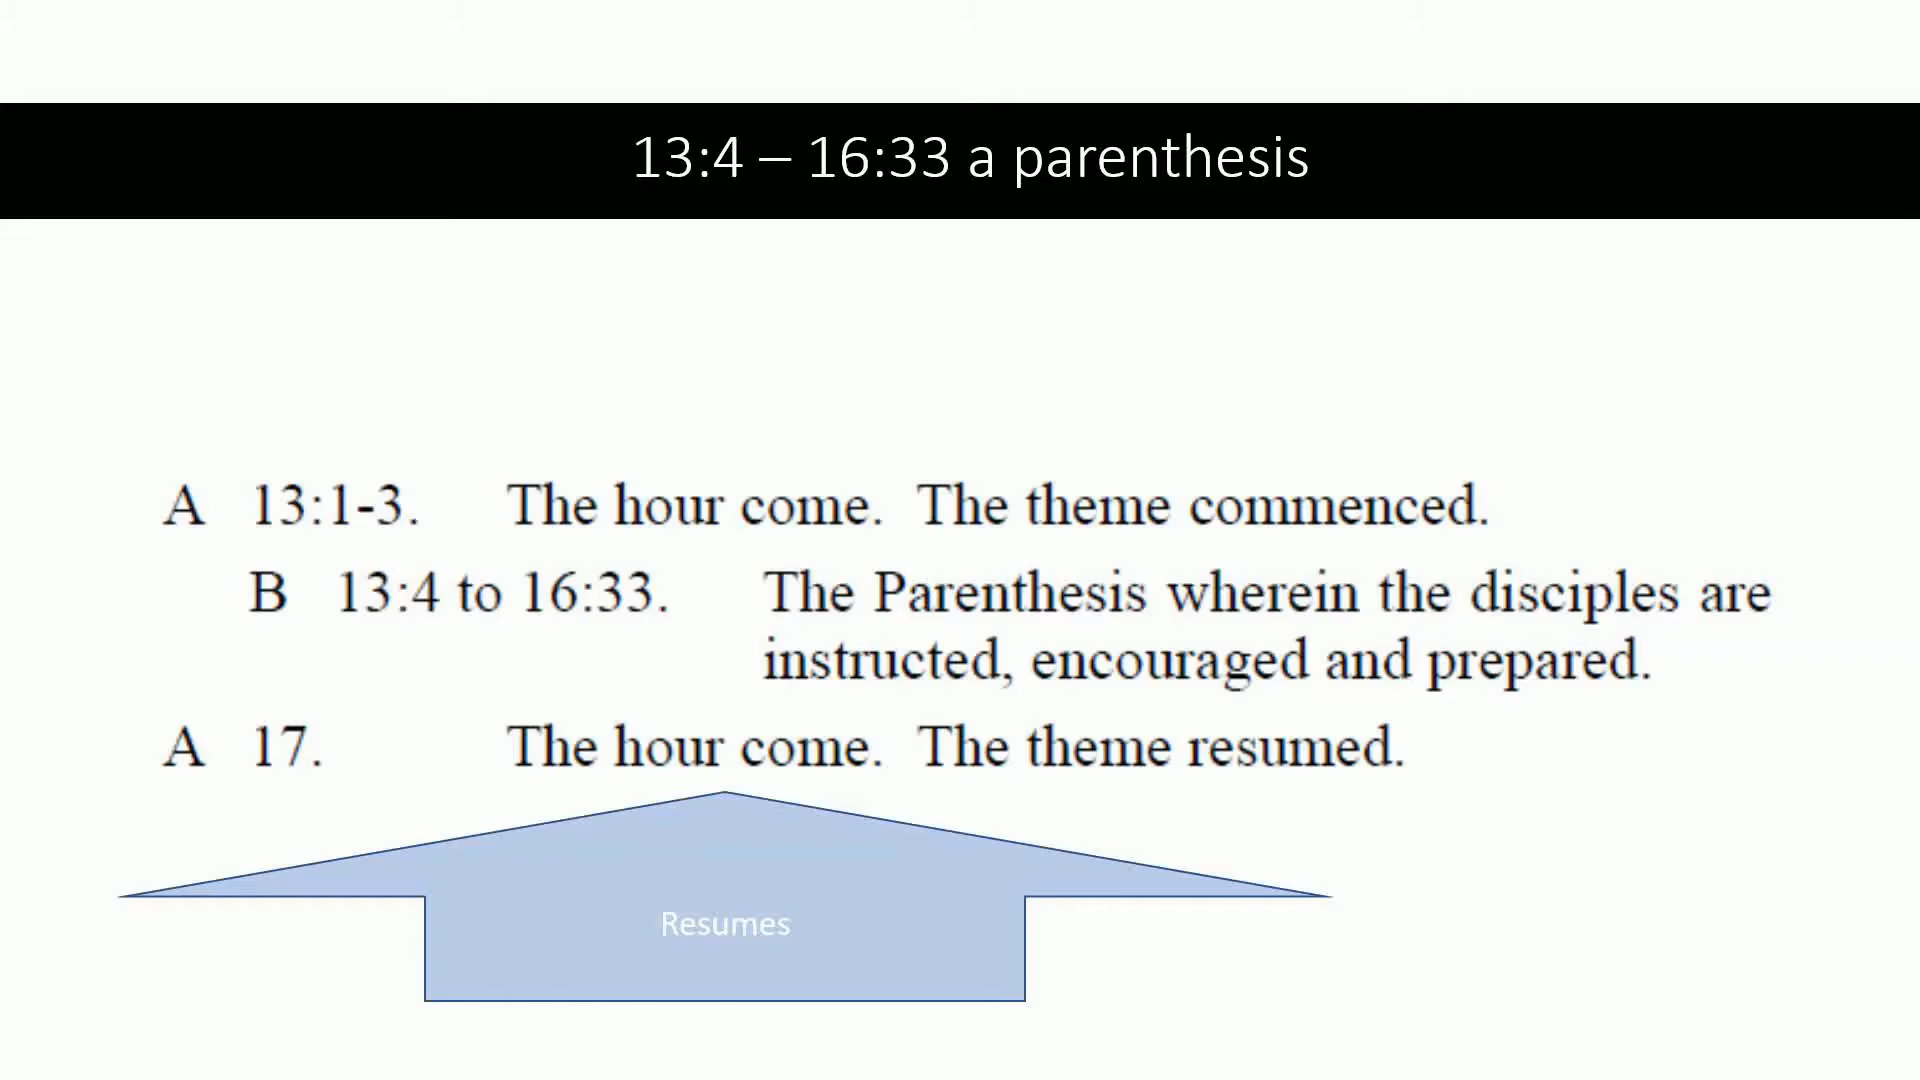 13:4 – 16:33 a parenthesis
A 13:1-3. The hour come. The theme commenced.
B 13:4 to 16:33. The Parenthesis wherein the disciples are
instructed, encouraged and prepared.
A 17. The hour come. The theme resumed.
Resumes